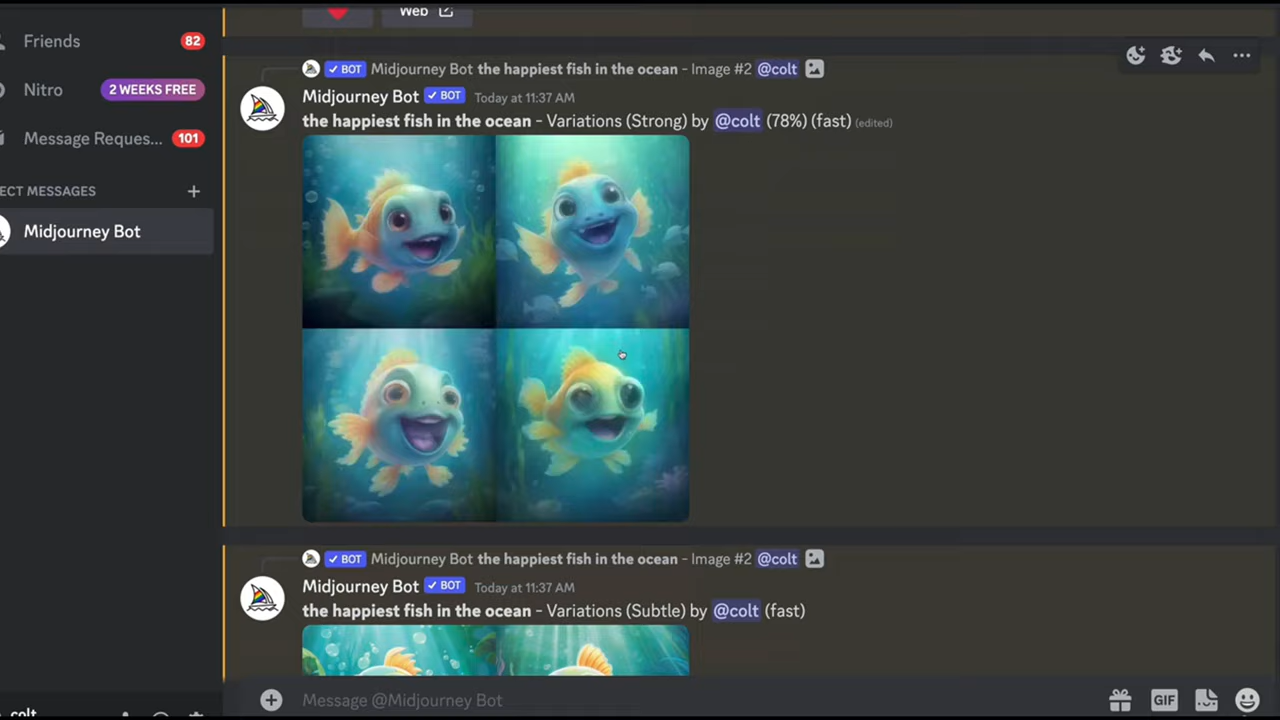 Web
Friends 82
Nitro 2 WEEKS FREE
Message Reques... 101
ECT MESSAGES +
Midjourney Bot
BOT Midjourney Bot the happiest fish in the ocean - Image #2 @colt
Midjourney Bot BOT Today at 11:37 AM
the happiest fish in the ocean - Variations (Strong) by @colt (78%) (fast) (edited)
BOT Midjourney Bot the happiest fish in the ocean - Image #2 @colt
Midjourney Bot BOT Today at 11:37 AM
the happiest fish in the ocean - Variations (Subtle) by @colt (fast)
Message @Midjourney Bot
GIF
colt